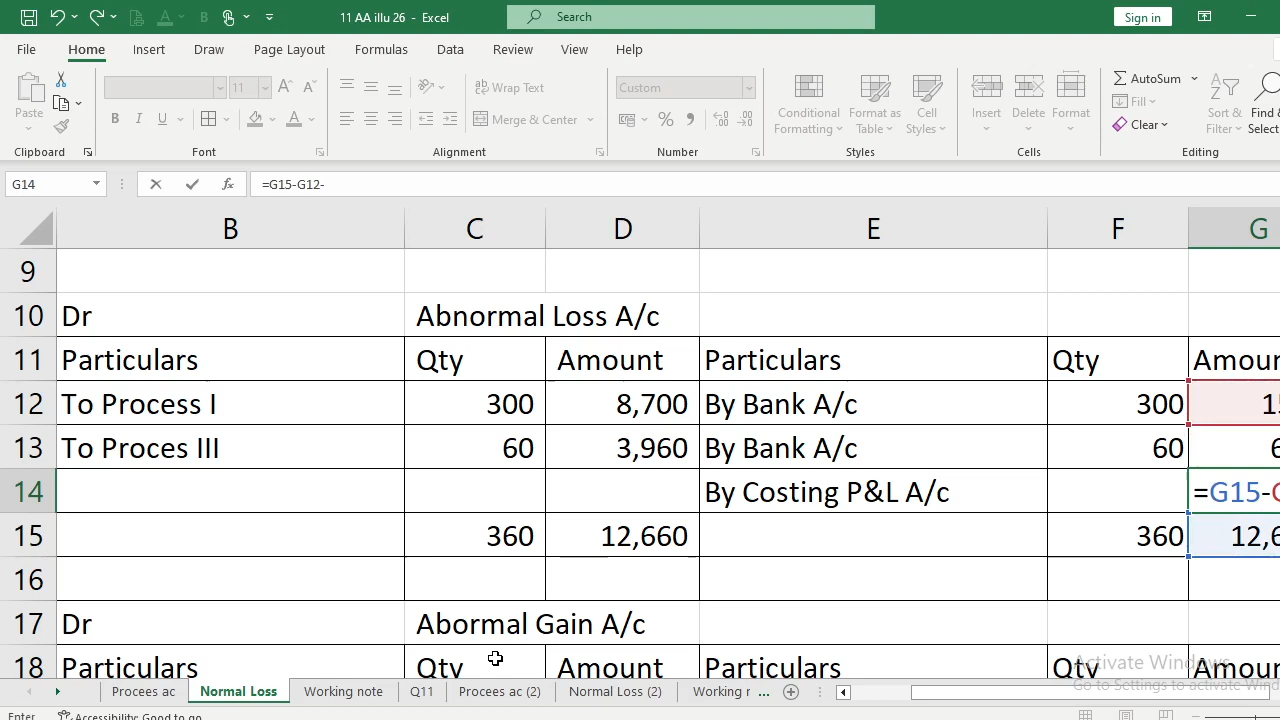 11 AA illu 26 - Excel
Search
Sign in
File Home Insert Draw Page Layout Formulas Data Review View Help
Paste
11
Wrap Text
Merge & Center
Custom
Conditional Formatting
Format as Table
Cell Styles
Insert Delete Format
AutoSum
Fill
Clear
Sort & Filter
Find & Select
Clipboard Font Alignment Number Styles Cells Editing
G14 =G15-G12-
B C D E F G
9
10 Dr Abnormal Loss A/c
11 Particulars Qty Amount Particulars Qty Amoun
12 To Process I 300 8,700 By Bank A/c 300
13 To Proces III 60 3,960 By Bank A/c 60
14 By Costing P&L A/c =G15-
15 360 12,660 360 12,6
16
17 Dr Abormal Gain A/c
18 Particulars Qty Amount Particulars Qty Amoun
Activate Windows
Go to Settings to activate Wind
Procees ac Normal Loss Working note Q11 Procees ac (2) Normal Loss (2) Working r ...
Enter Accessibility: Good to go